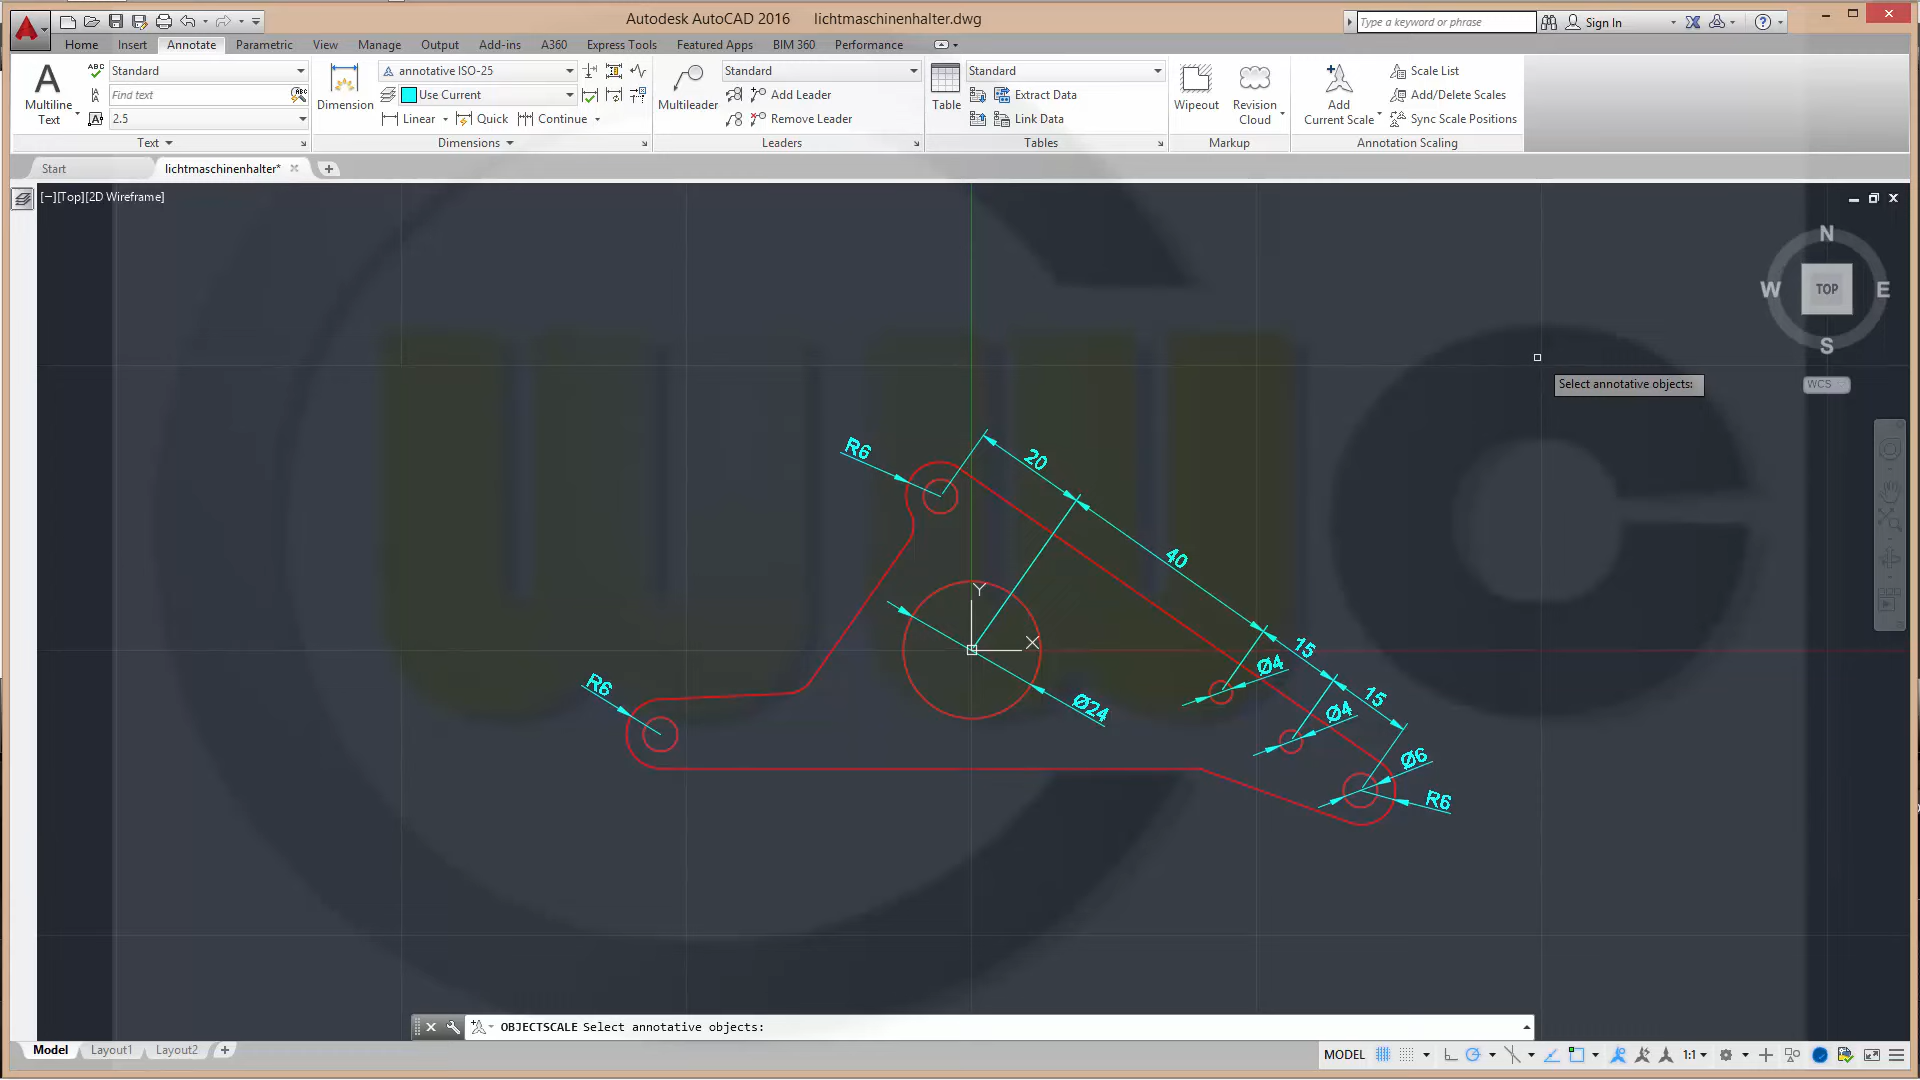 Autodesk AutoCAD 2016 lichtmaschinenhalter.dwg
Type a keyword or phrase
Sign In
Home Insert Annotate Parametric View Manage Output Add-ins A360 Express Tools Featured Apps BIM 360 Performance
A Multiline Text
ABC Standard
Find text
2.5
Text
Dimension
annotative ISO-25
Use Current
Linear Quick Continue
Dimensions
Multileader
Standard
Add Leader
Remove Leader
Leaders
Table
Standard
Extract Data
Link Data
Tables
Wipeout
Revision Cloud
Markup
Add Current Scale
Scale List
Add/Delete Scales
Sync Scale Positions
Annotation Scaling
Start lichtmaschinenhalter*
[−][Top][2D Wireframe]
N
W TOP E
S
WCS
Select annotative objects:
R6
20
40
Y
X
15
Ø4
R6
15
Ø24
Ø4
Ø6
R6
OBJECTSCALE Select annotative objects:
Model Layout1 Layout2
MODEL
1:1